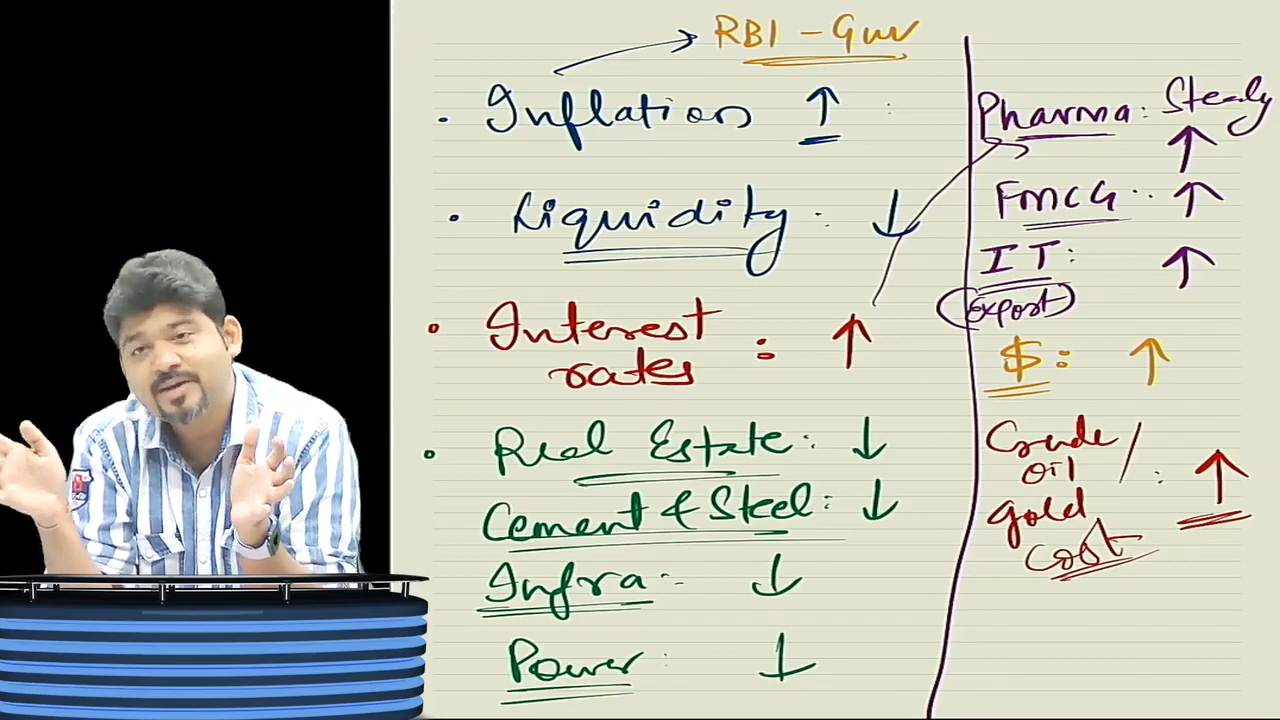 → RBI - Guv
• Inflation ↑
• Liquidity: ↓
• Interest rates: ↑
• Real Estate: ↓
Cement & Steel: ↓
Infra: ↓
Power: ↓
Pharma: Steady ↑
FMCG: ↑
IT: ↑
(export)
$: ↑
Crude oil /
Gold : ↑
cost